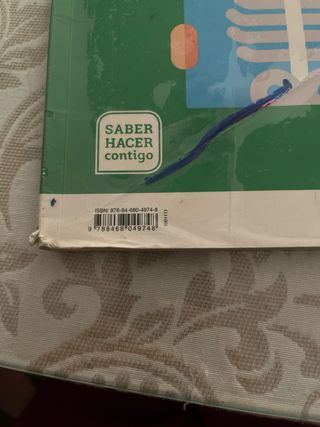 SABER
HACER
contigo
ISBN: 978-84-680-4974-8
9 788468 049748